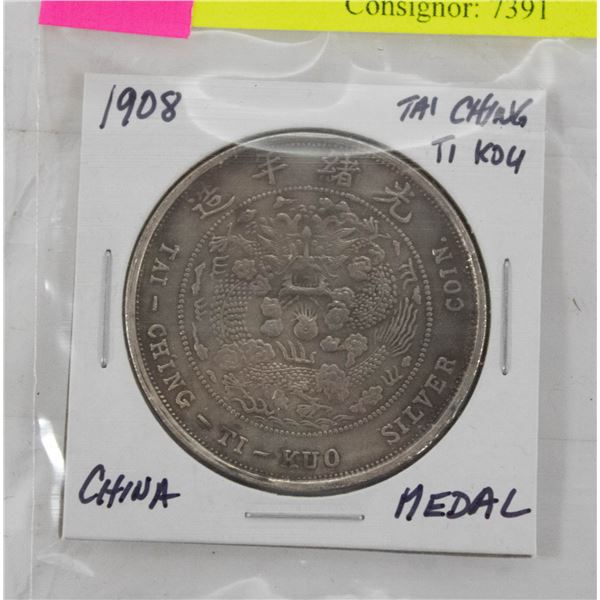 Consignor: 7391
1908
TAI CHING
TI KOU
光緒年造
TAI-CHING-TI-KUO SILVER COIN.
CHINA
MEDAL